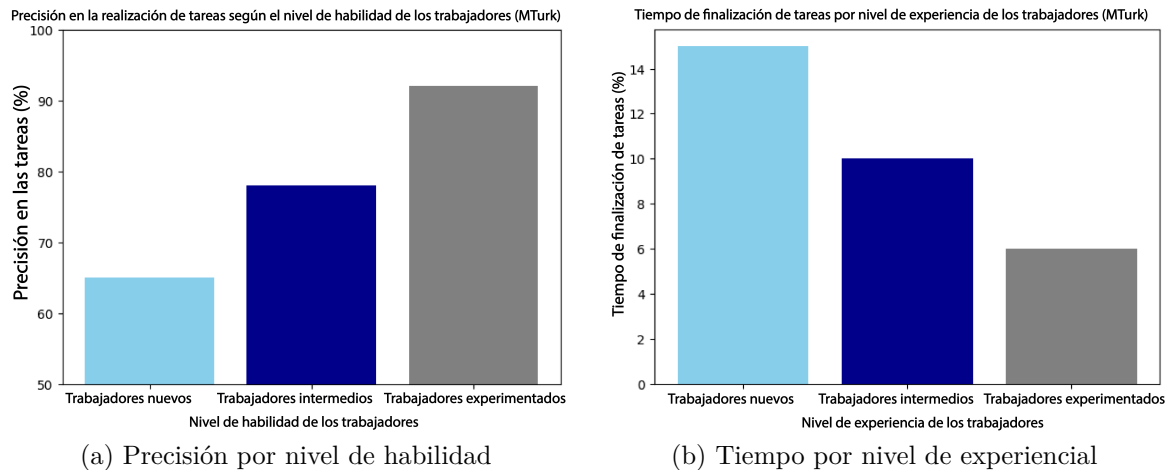 Precisión en la realización de tareas según el nivel de habilidad de los trabajadores (MTurk)
Precisión en las tareas (%)
100
90
80
70
60
50
Trabajadores nuevos
Trabajadores intermedios
Trabajadores experimentados
Nivel de habilidad de los trabajadores
(a) Precisión por nivel de habilidad
Tiempo de finalización de tareas por nivel de experiencia de los trabajadores (MTurk)
Tiempo de finalización de tareas (%)
14
12
10
8
6
4
2
0
Trabajadores nuevos
Trabajadores intermedios
Trabajadores experimentados
Nivel de experiencia de los trabajadores
(b) Tiempo por nivel de experiencial